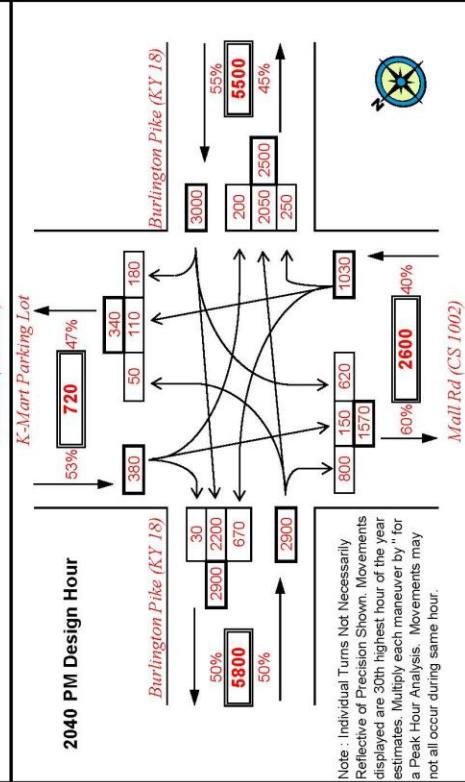 K-Mart Parking Lot
2040 PM Design Hour
53%
720
47%
380
340
50
110
180
Burlington Pike (KY 18)
Burlington Pike (KY 18)
N
50%
5800
50%
2900
30
2200
670
2900
3000
200
2050
250
2500
55%
5500
45%
800
150
620
1570
1030
60%
2600
40%
Mall Rd (CS 1002)
Note : Individual Turns Not Necessarily
Reflective of Precision Shown. Movements
displayed are 30th highest hour of the year
estimates. Multiply each maneuver by " for
a Peak Hour Analysis. Movements may
not all occur during same hour.